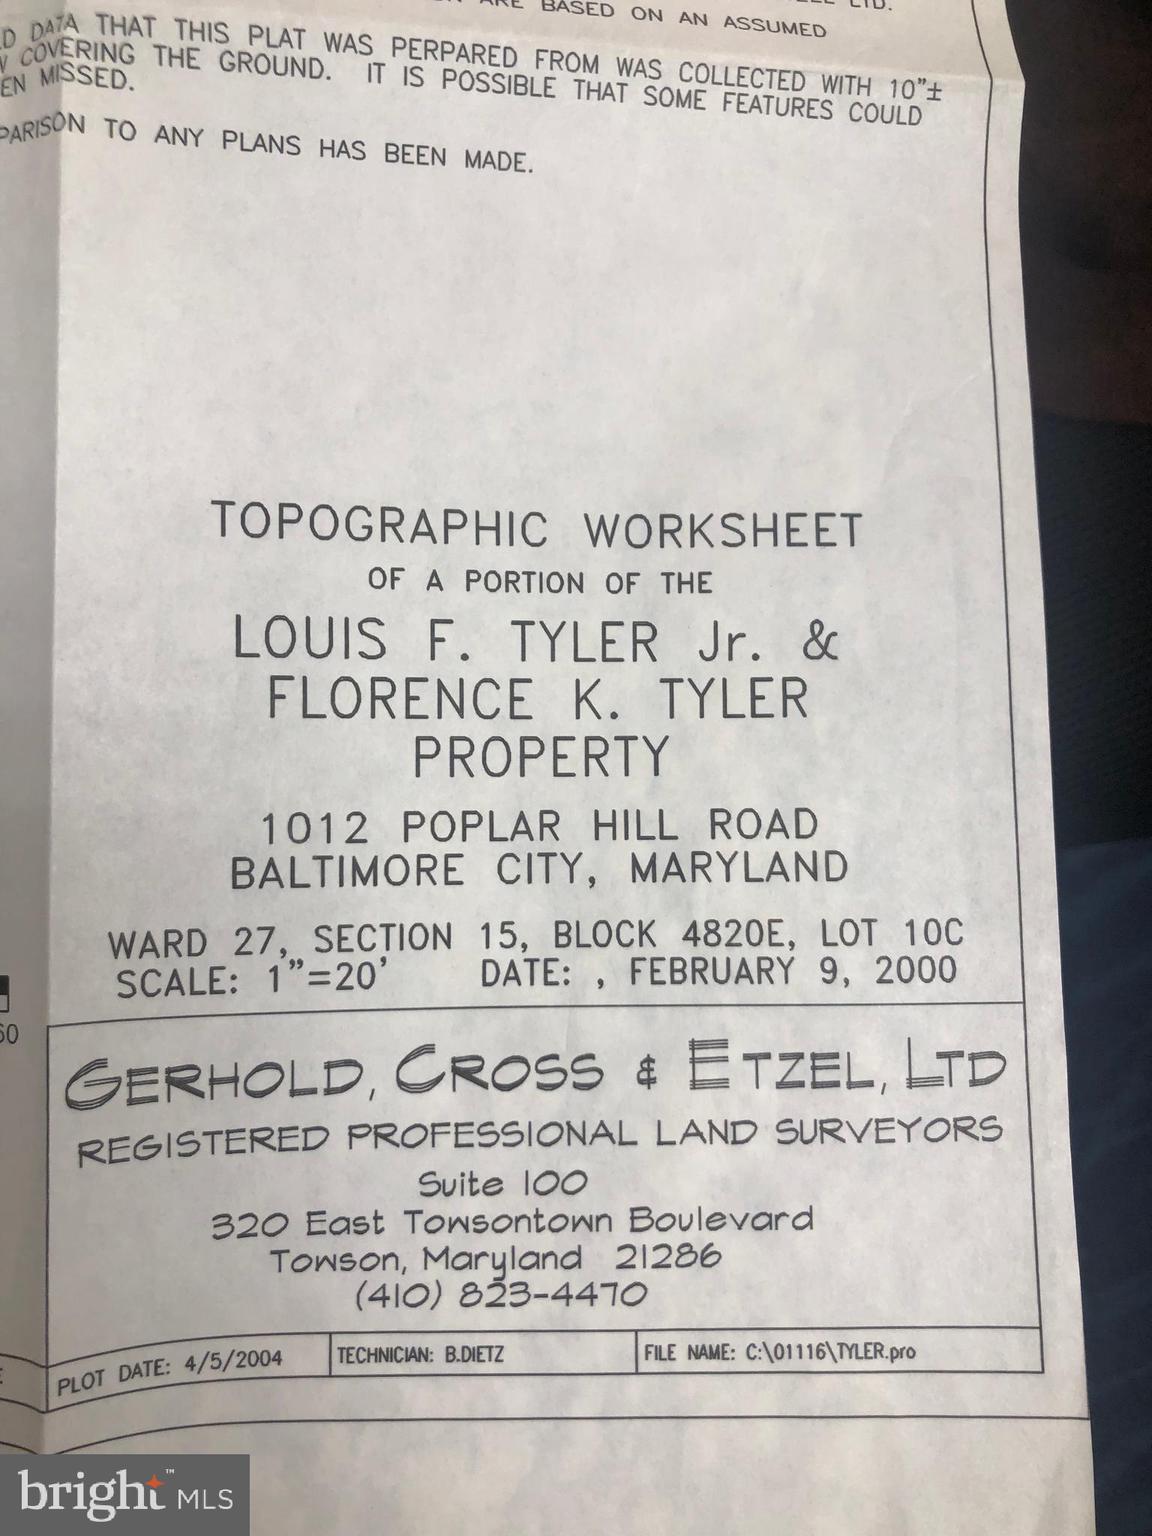 ARE BASED ON AN ASSUMED
DATA THAT THIS PLAT WAS PERPARED FROM WAS COLLECTED WITH 10"±
COVERING THE GROUND. IT IS POSSIBLE THAT SOME FEATURES COULD
EN MISSED.
PARISON TO ANY PLANS HAS BEEN MADE.
TOPOGRAPHIC WORKSHEET
OF A PORTION OF THE
LOUIS F. TYLER Jr. &
FLORENCE K. TYLER
PROPERTY
1012 POPLAR HILL ROAD
BALTIMORE CITY, MARYLAND
WARD 27, SECTION 15, BLOCK 4820E, LOT 10C
SCALE: 1"=20' DATE: , FEBRUARY 9, 2000
GERHOLD, CROSS & ETZEL, LTD
REGISTERED PROFESSIONAL LAND SURVEYORS
Suite 100
320 East Towsontown Boulevard
Towson, Maryland 21286
(410) 823-4470
PLOT DATE: 4/5/2004 TECHNICIAN: B.DIETZ FILE NAME: C:\01116\TYLER.pro
bright™ MLS